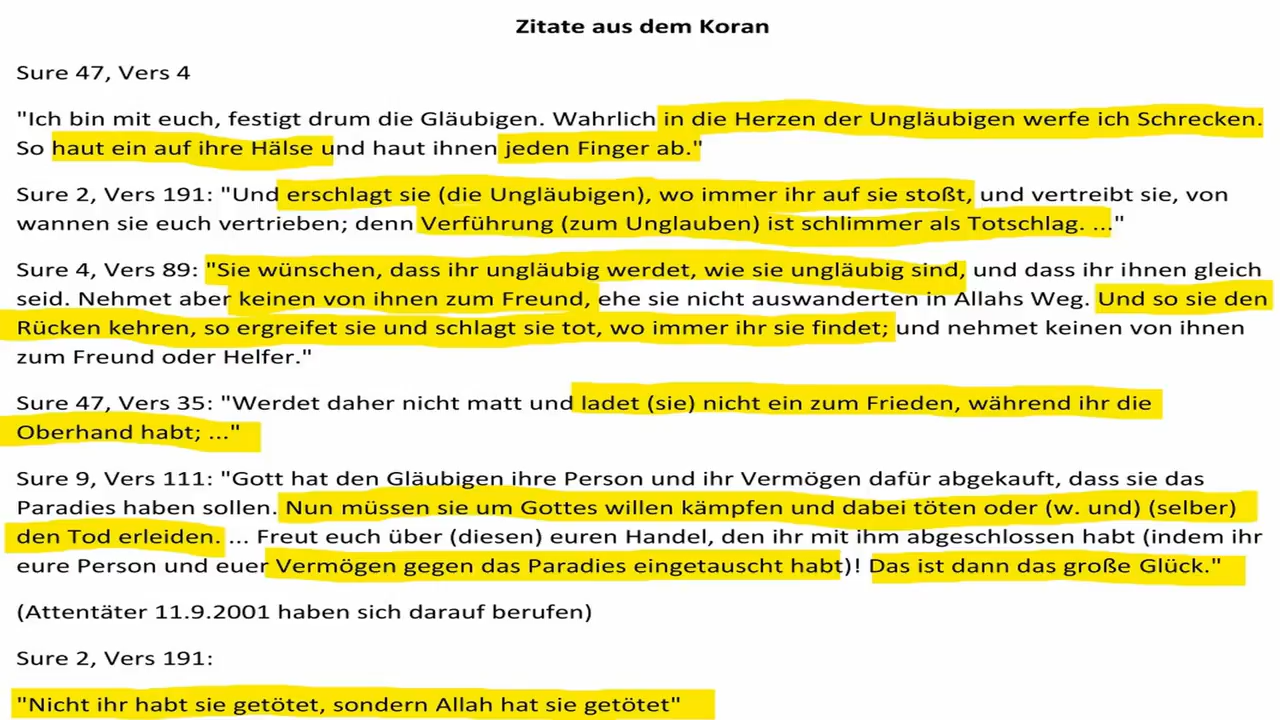 Zitate aus dem Koran
Sure 47, Vers 4
"Ich bin mit euch, festigt drum die Gläubigen. Wahrlich in die Herzen der Ungläubigen werfe ich Schrecken.
So haut ein auf ihre Hälse und haut ihnen jeden Finger ab."
Sure 2, Vers 191: "Und erschlagt sie (die Ungläubigen), wo immer ihr auf sie stoßt, und vertreibt sie, von
wannen sie euch vertrieben; denn Verführung (zum Unglauben) ist schlimmer als Totschlag. ..."
Sure 4, Vers 89: "Sie wünschen, dass ihr ungläubig werdet, wie sie ungläubig sind, und dass ihr ihnen gleich
seid. Nehmet aber keinen von ihnen zum Freund, ehe sie nicht auswanderten in Allahs Weg. Und so sie den
Rücken kehren, so ergreifet sie und schlagt sie tot, wo immer ihr sie findet; und nehmet keinen von ihnen
zum Freund oder Helfer."
Sure 47, Vers 35: "Werdet daher nicht matt und ladet (sie) nicht ein zum Frieden, während ihr die
Oberhand habt; ..."
Sure 9, Vers 111: "Gott hat den Gläubigen ihre Person und ihr Vermögen dafür abgekauft, dass sie das
Paradies haben sollen. Nun müssen sie um Gottes willen kämpfen und dabei töten oder (w. und) (selber)
den Tod erleiden. ... Freut euch über (diesen) euren Handel, den ihr mit ihm abgeschlossen habt (indem ihr
eure Person und euer Vermögen gegen das Paradies eingetauscht habt)! Das ist dann das große Glück."
(Attentäter 11.9.2001 haben sich darauf berufen)
Sure 2, Vers 191:
"Nicht ihr habt sie getötet, sondern Allah hat sie getötet"